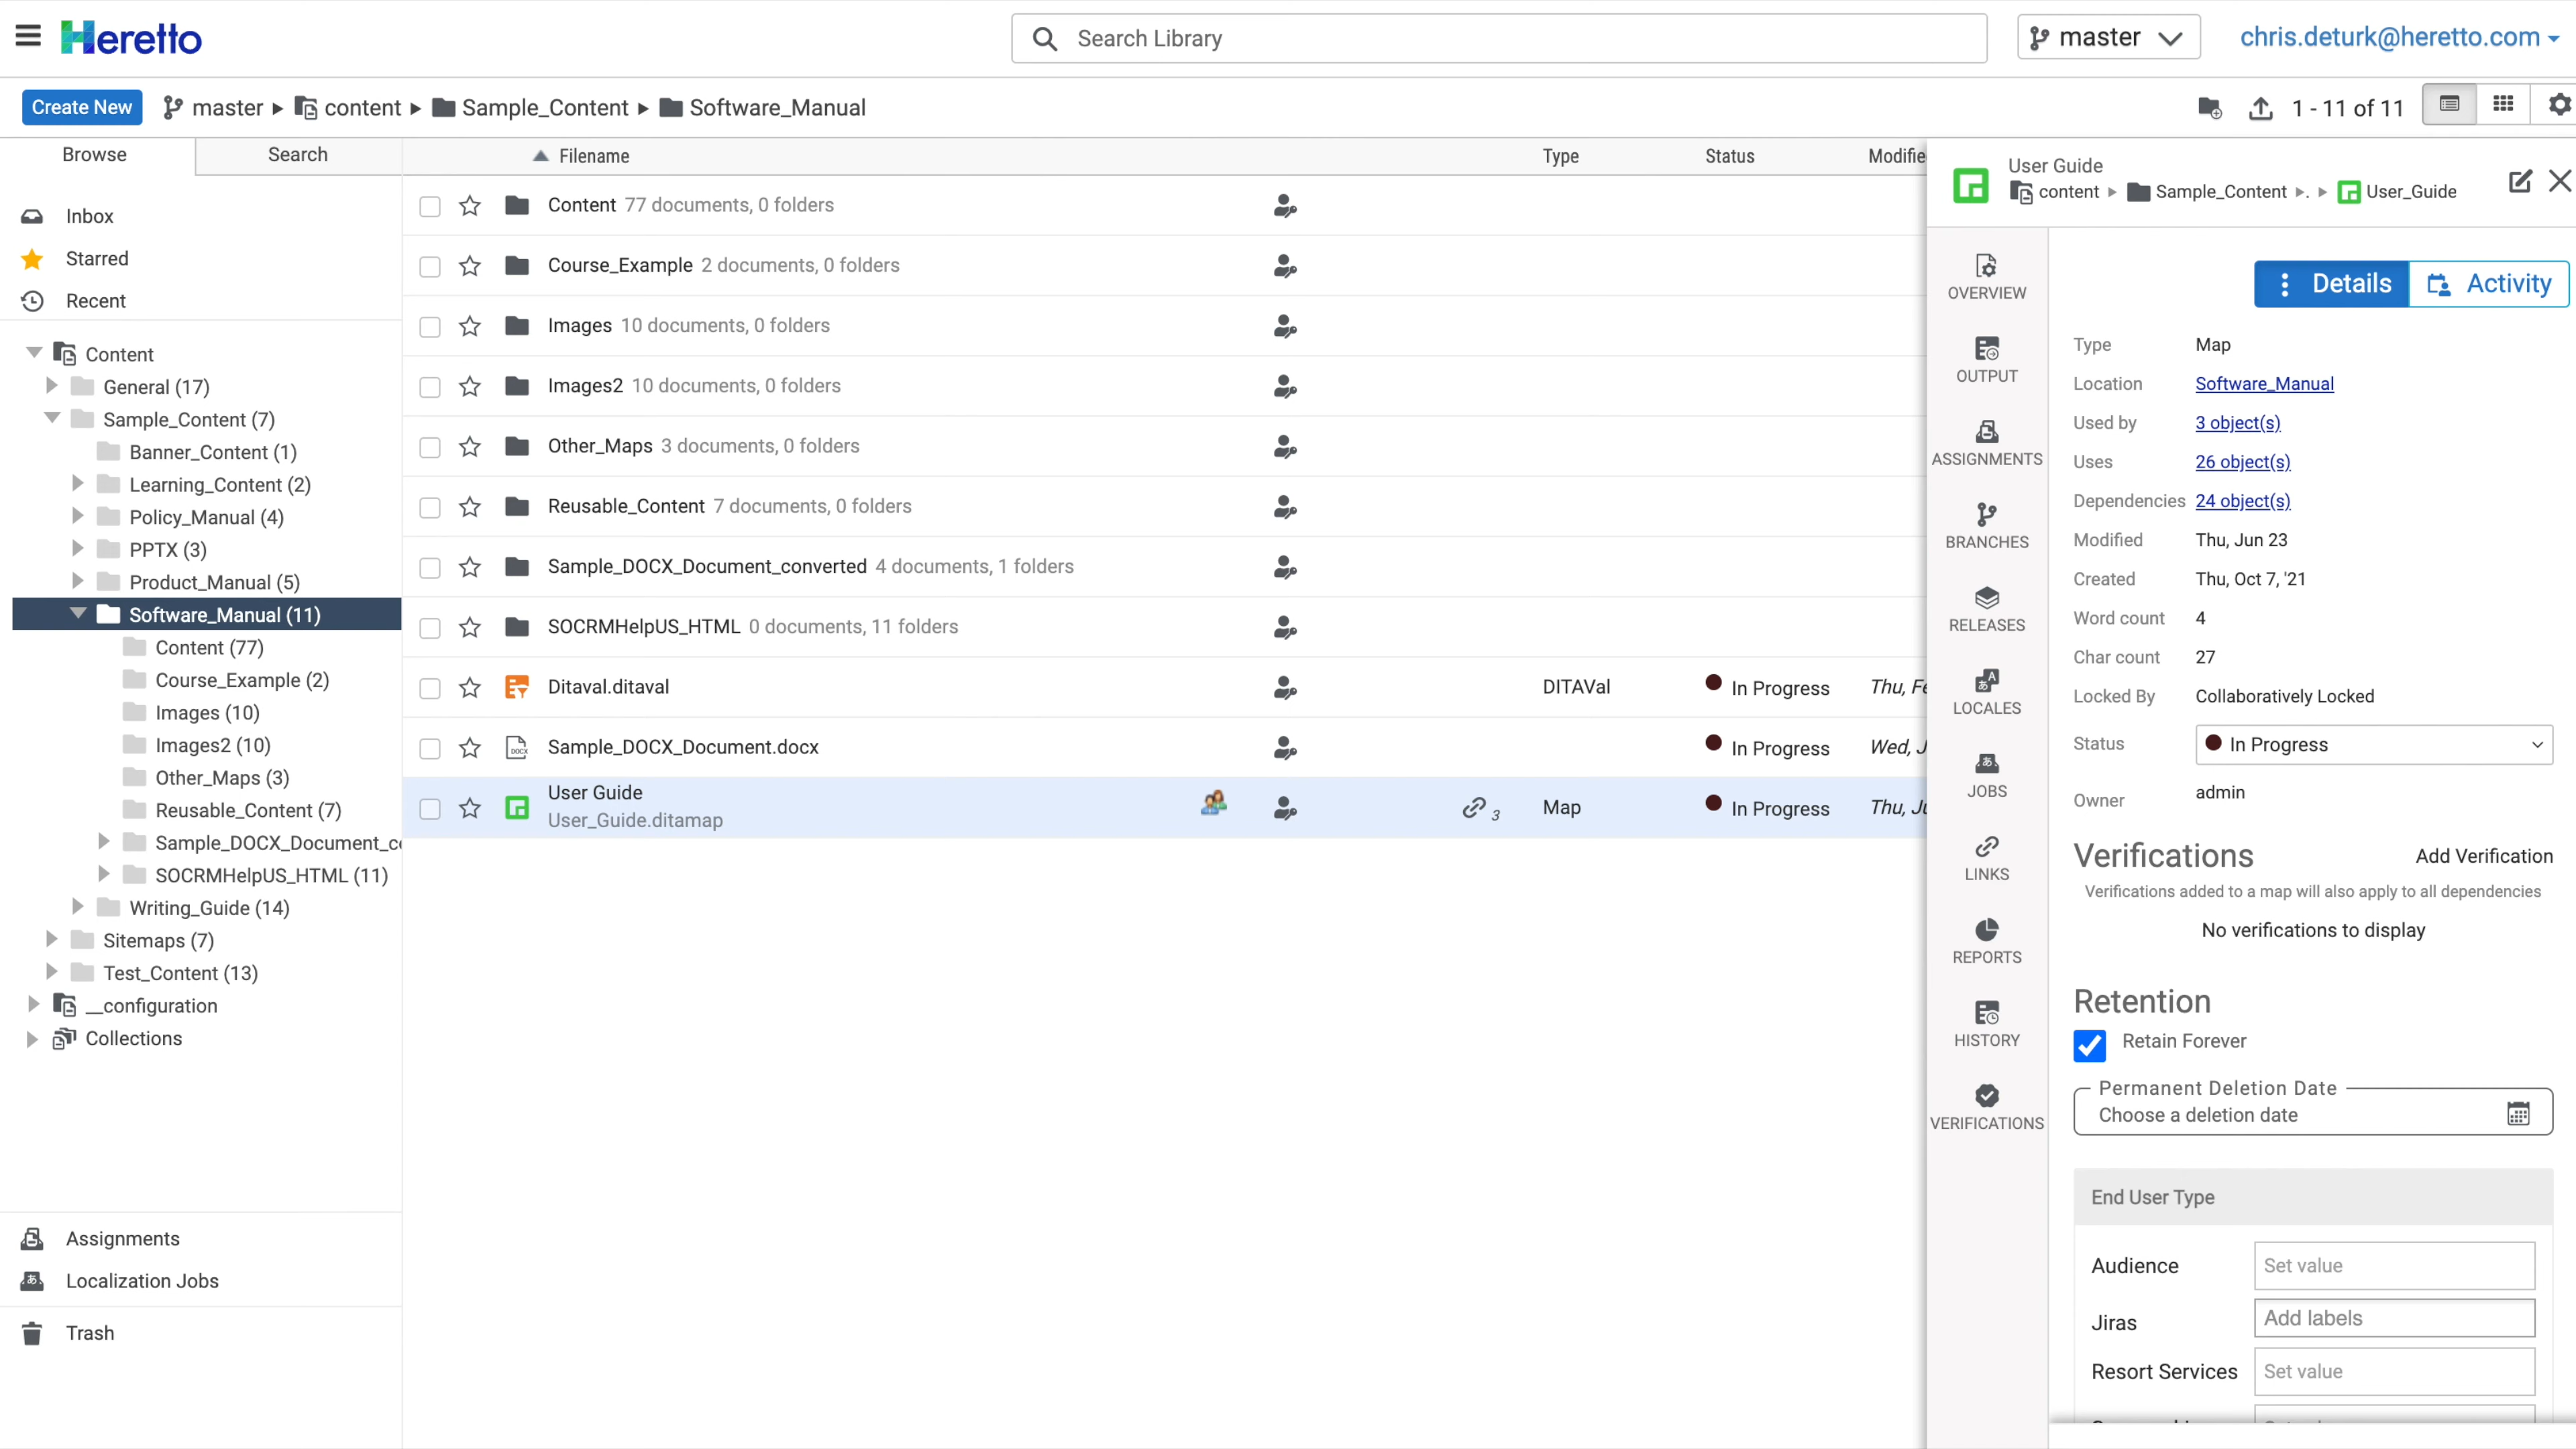 Heretto
Search Library
master
chris.deturk@heretto.com
Create New
master
content
Sample_Content
Software_Manual
1 - 11 of 11
Browse
Search
Inbox
Starred
Recent
Content
General (17)
Sample_Content (7)
Banner_Content (1)
Learning_Content (2)
Policy_Manual (4)
PPTX (3)
Product_Manual (5)
Software_Manual (11)
Content (77)
Course_Example (2)
Images (10)
Images2 (10)
Other_Maps (3)
Reusable_Content (7)
Sample_DOCX_Document_c
SOCRMHelpUS_HTML (11)
Writing_Guide (14)
Sitemaps (7)
Test_Content (13)
__configuration
Collections
Assignments
Localization Jobs
Trash
Filename Type Status Modifie
Content 77 documents, 0 folders
Course_Example 2 documents, 0 folders
Images 10 documents, 0 folders
Images2 10 documents, 0 folders
Other_Maps 3 documents, 0 folders
Reusable_Content 7 documents, 0 folders
Sample_DOCX_Document_converted 4 documents, 1 folders
SOCRMHelpUS_HTML 0 documents, 11 folders
Ditaval.ditaval DITAVal In Progress Thu, Fe
DOCX Sample_DOCX_Document.docx In Progress Wed, J
User Guide
User_Guide.ditamap 3 Map In Progress Thu, Ju
User Guide
content Sample_Content . User_Guide
OVERVIEW
OUTPUT
ASSIGNMENTS
BRANCHES
RELEASES
LOCALES
JOBS
LINKS
REPORTS
HISTORY
VERIFICATIONS
Details
Activity
Type Map
Location Software_Manual
Used by 3 object(s)
Uses 26 object(s)
Dependencies 24 object(s)
Modified Thu, Jun 23
Created Thu, Oct 7, '21
Word count 4
Char count 27
Locked By Collaboratively Locked
Status In Progress
Owner admin
Verifications Add Verification
Verifications added to a map will also apply to all dependencies
No verifications to display
Retention
Retain Forever
Permanent Deletion Date
Choose a deletion date
End User Type
Audience Set value
Jiras Add labels
Resort Services Set value